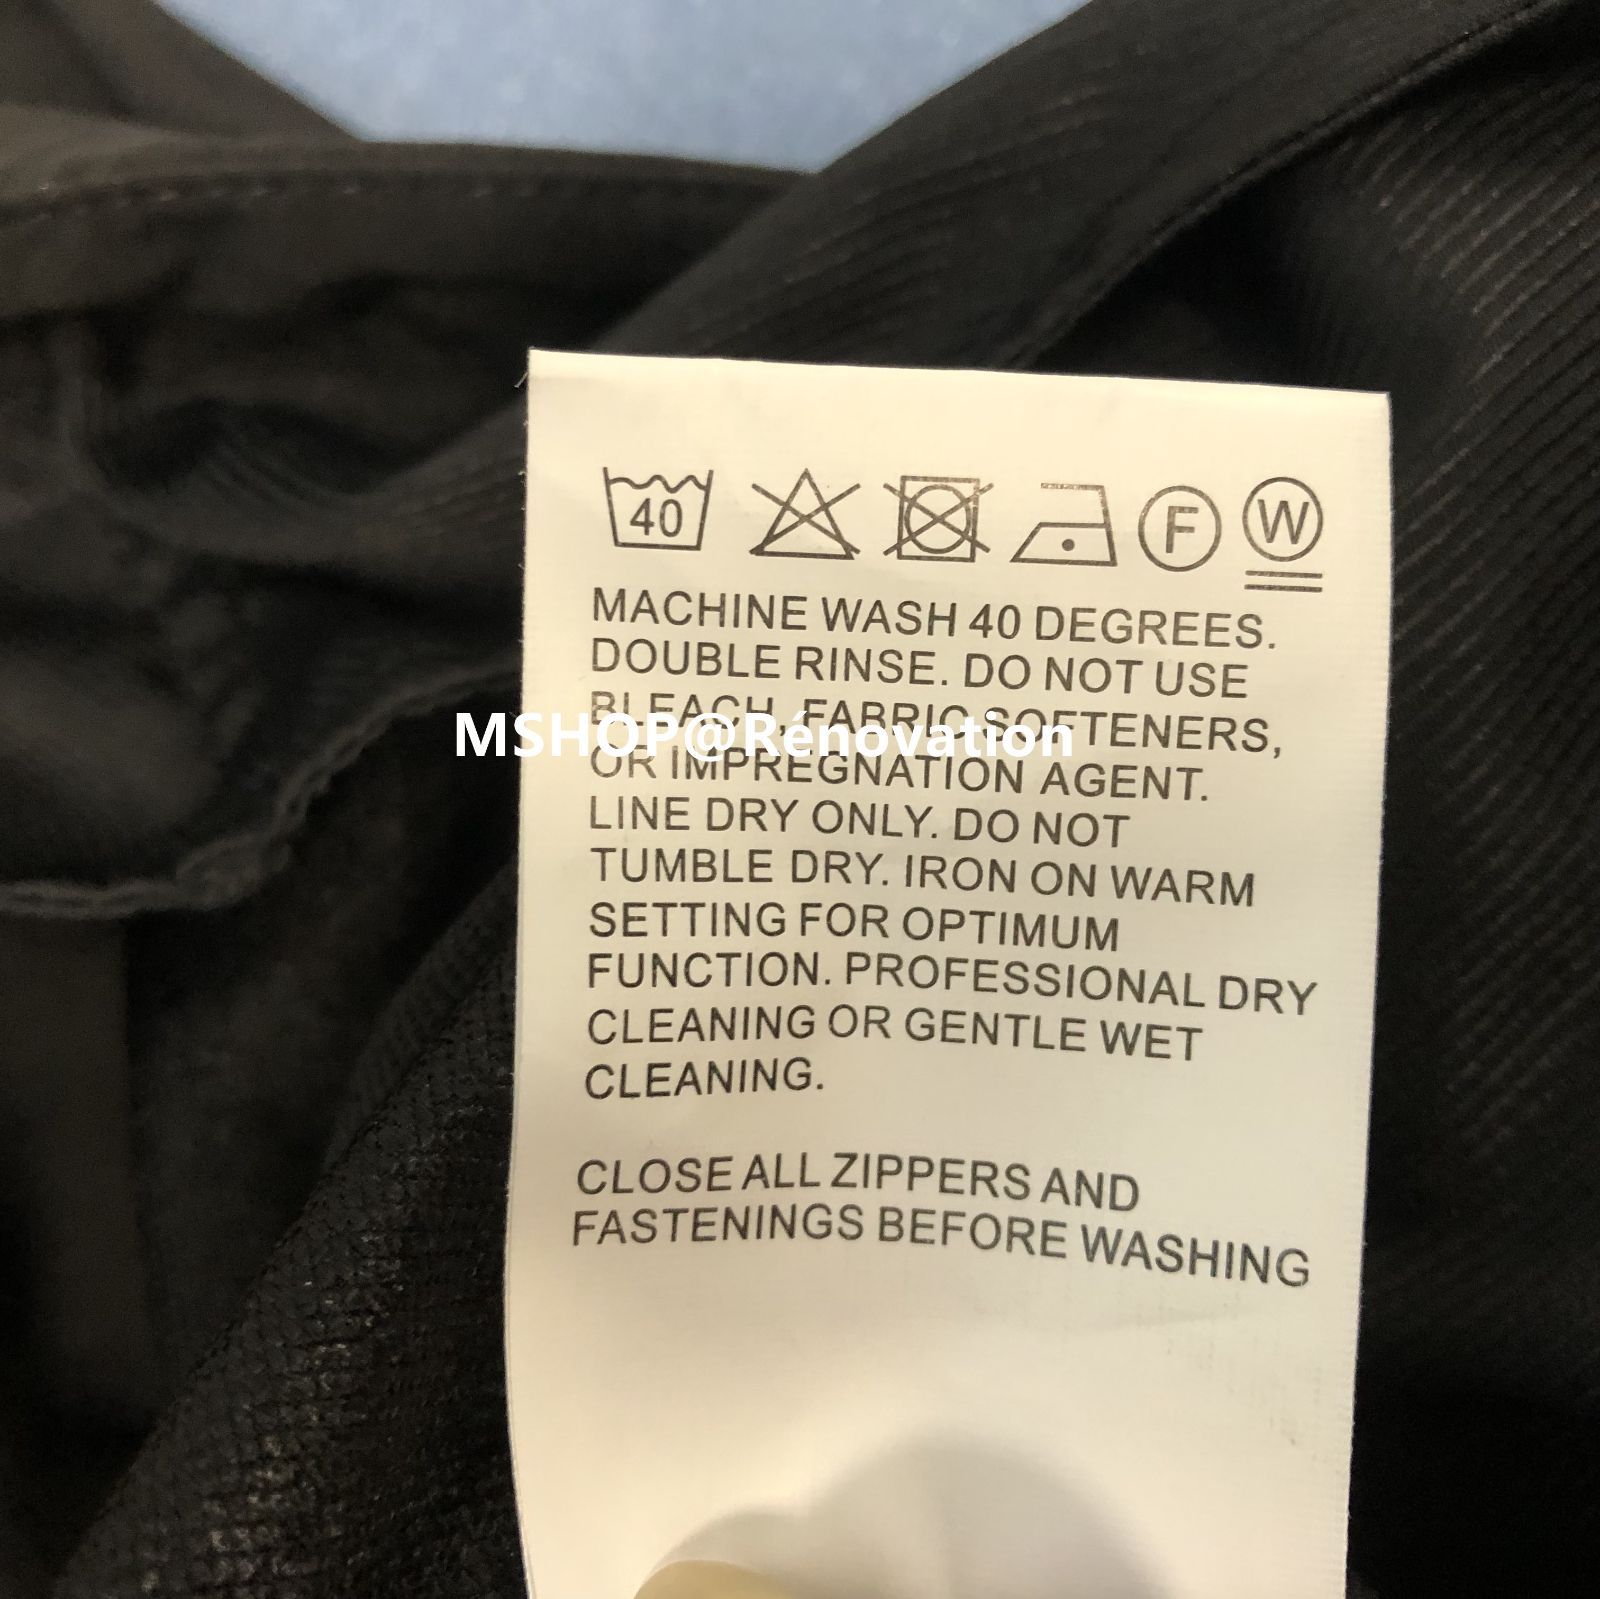 40 F W
MACHINE WASH 40 DEGREES.
DOUBLE RINSE. DO NOT USE
BLEACH, FABRIC SOFTENERS,
MSHOP@Rénovation
OR IMPREGNATION AGENT.
LINE DRY ONLY. DO NOT
TUMBLE DRY. IRON ON WARM
SETTING FOR OPTIMUM
FUNCTION. PROFESSIONAL DRY
CLEANING OR GENTLE WET
CLEANING.
CLOSE ALL ZIPPERS AND
FASTENINGS BEFORE WASHING